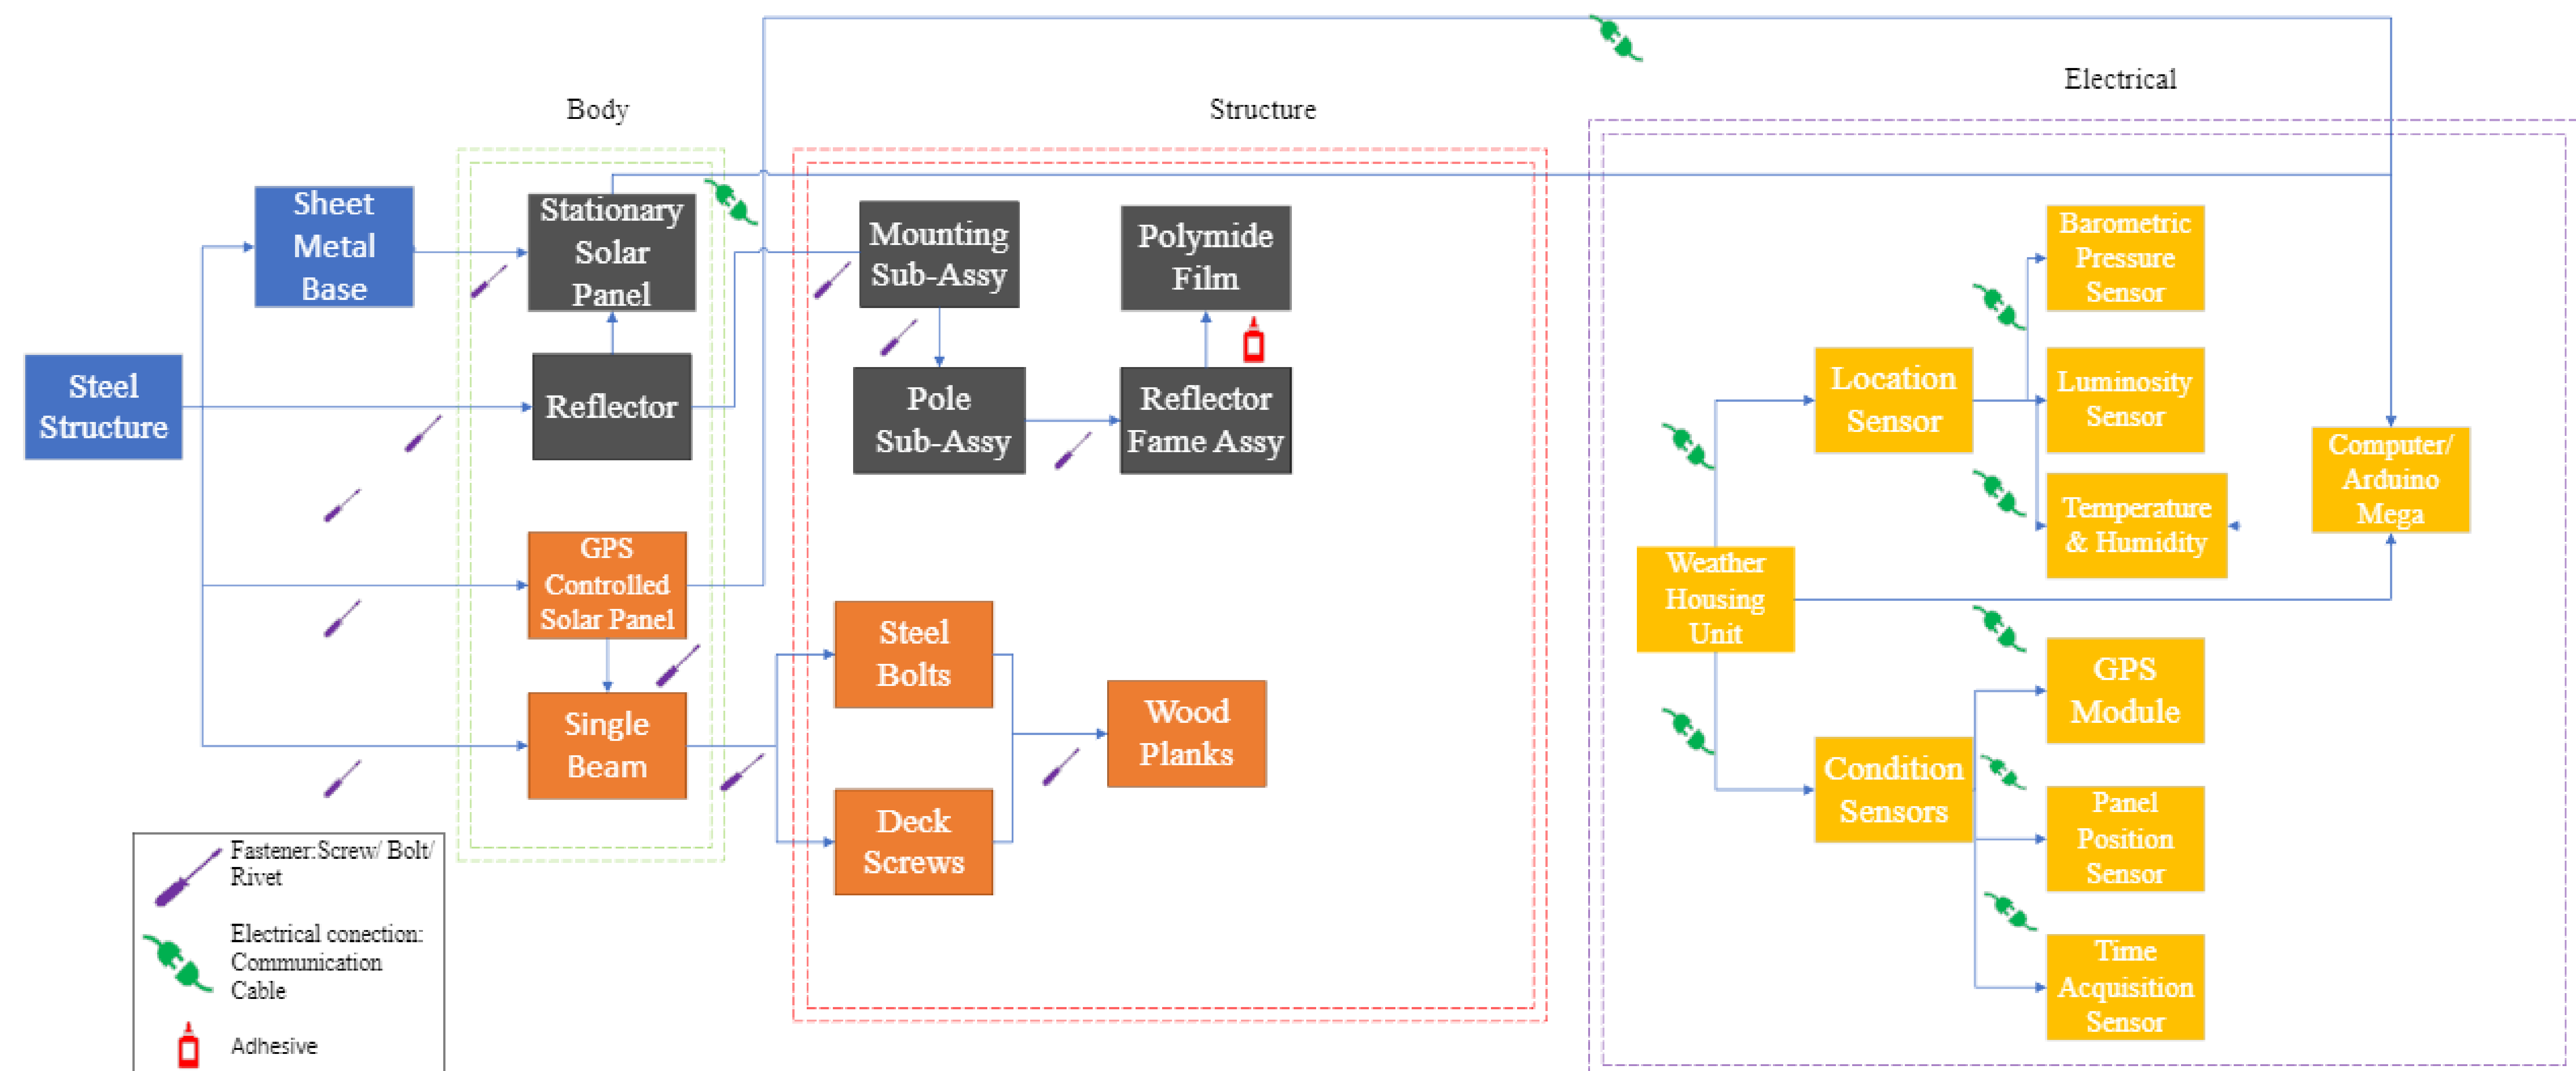 Body
Structure
Electrical
Sheet
Metal
Base
Stationary
Solar
Panel
Mounting
Sub-Assy
Polymide
Film
Barometric
Pressure
Sensor
Steel
Structure
Reflector
Pole
Sub-Assy
Reflector
Fame Assy
Location
Sensor
Luminosity
Sensor
Computer/
Arduino
Mega
Temperature
& Humidity
GPS
Controlled
Solar Panel
Weather
Housing
Unit
Steel
Bolts
Single
Beam
Wood
Planks
GPS
Module
Deck
Screws
Condition
Sensors
Panel
Position
Sensor
Time
Acquisition
Sensor
Fastener:Screw/ Bolt/
Rivet
Electrical conection:
Communication
Cable
Adhesive